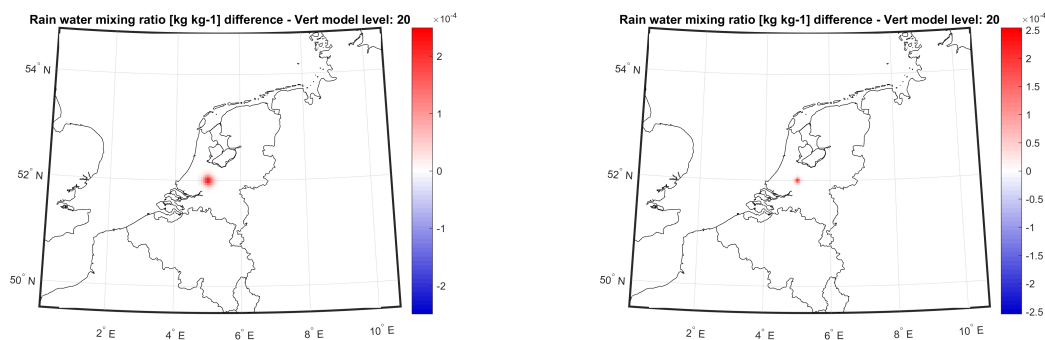 Rain water mixing ratio [kg kg-1] difference - Vert model level: 20
×10⁻⁴
54° N
52° N
50° N
2° E
4° E
6° E
8° E
10° E
2
1
0
-1
-2
Rain water mixing ratio [kg kg-1] difference - Vert model level: 20
×10⁻⁴
54° N
52° N
50° N
2° E
4° E
6° E
8° E
10° E
2.5
2
1.5
1
0.5
0
-0.5
-1
-1.5
-2
-2.5